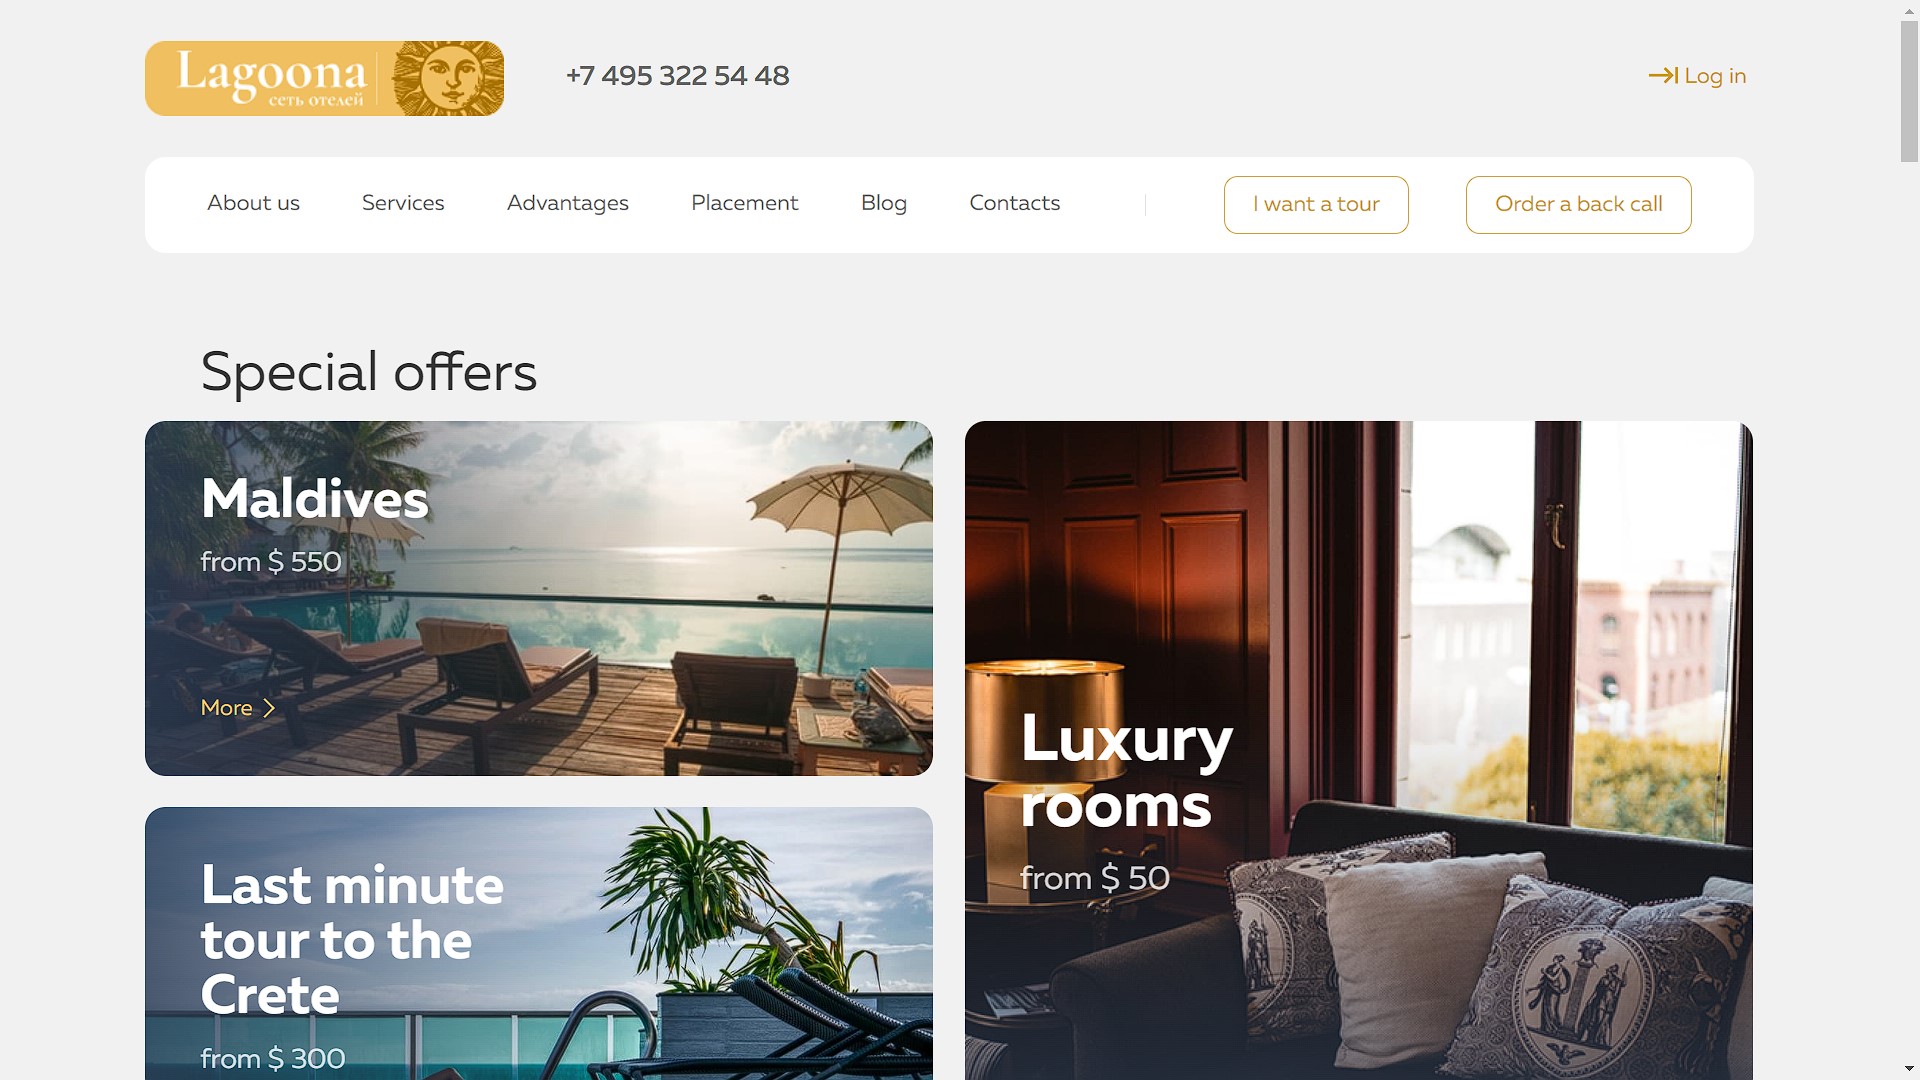 Lagoona
сеть отелей
+7 495 322 54 48
Log in
About us
Services
Advantages
Placement
Blog
Contacts
I want a tour
Order a back call
Special offers
Maldives
from $ 550
More
Luxury
rooms
from $ 50
Last minute
tour to the
Crete
from $ 300